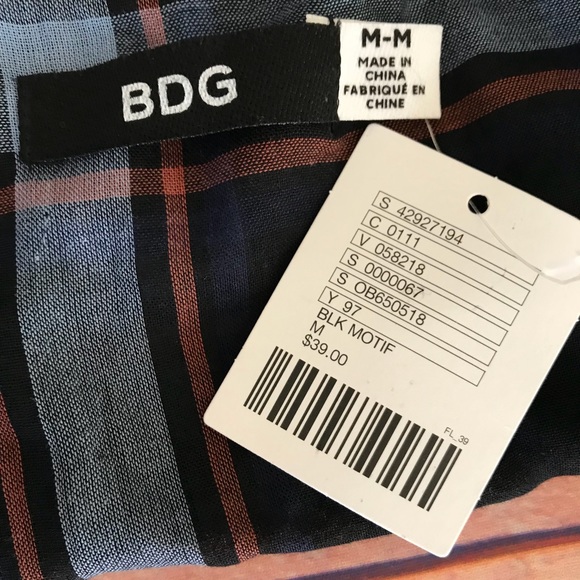 BDG
M-M
MADE IN
CHINA
FABRIQUÉ EN
CHINE
S 42927194
C 0111
V 058218
S 0000067
S OB650518
Y 97
BLK MOTIF
M
$39.00
FL_39